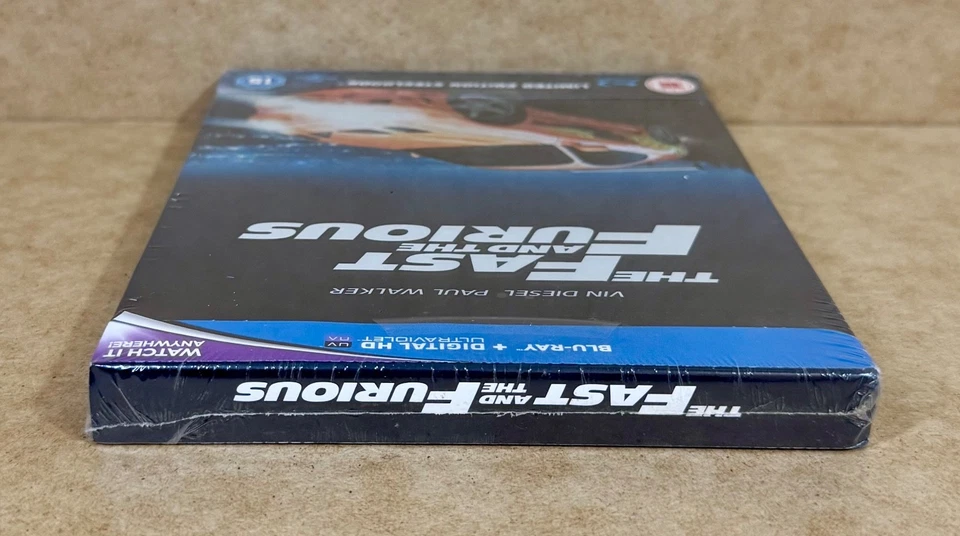 WATCH IT
ANYWHERE!
BLU-RAY + DIGITAL HD
ULTRAVIOLET
UV
VIN DIESEL PAUL WALKER
THE FAST
AND THE
FURIOUS
LIMITED EDITION STEELBOOK
15
THE FAST AND THE FURIOUS